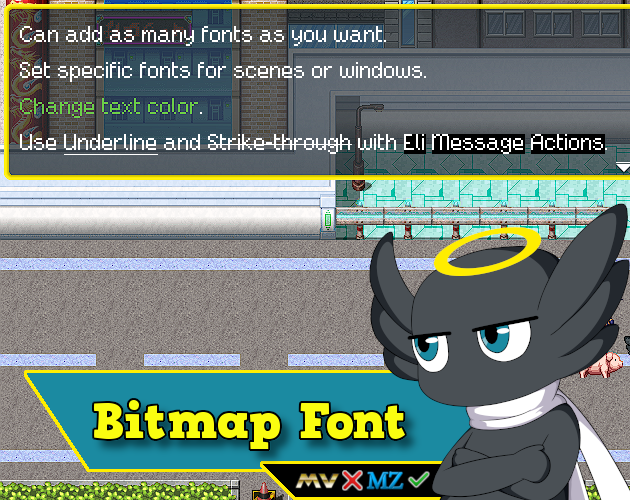 Can add as many fonts as you want.
Set specific fonts for scenes or windows.
Change text color.
Use Underline and Strike-through with Eli Message Actions.
Bitmap Font
MV ❌ MZ ✔